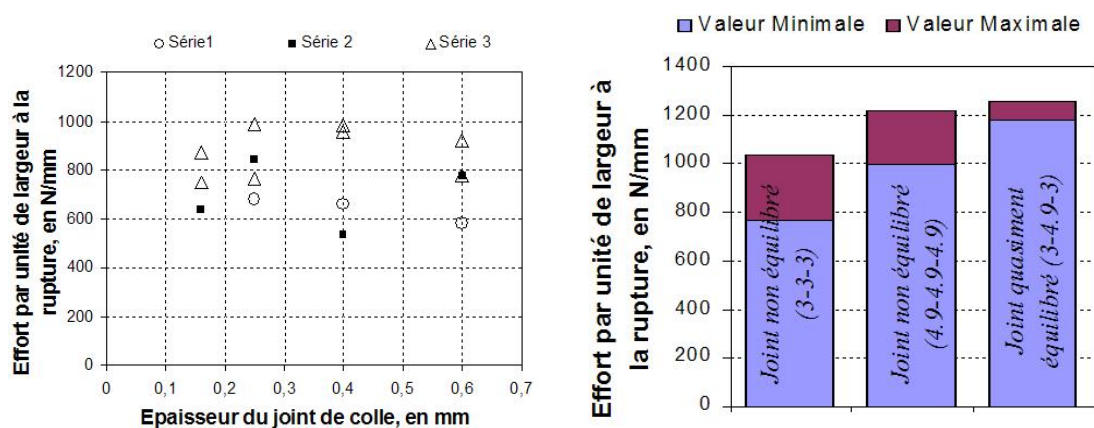 Série1 Série 2 Série 3
Effort par unité de largeur à la
rupture, en N/mm
1200
1000
800
600
400
200
0
0 0,1 0,2 0,3 0,4 0,5 0,6 0,7
Epaisseur du joint de colle, en mm
Valeur Minimale Valeur Maximale
Effort par unité de largeur à
la rupture, en N/mm
1400
1200
1000
800
600
400
200
0
Joint non équilibré
(3-3-3)
Joint non équilibré
(4.9-4.9-4.9)
Joint quasiment
équilibré (3-4.9-3)